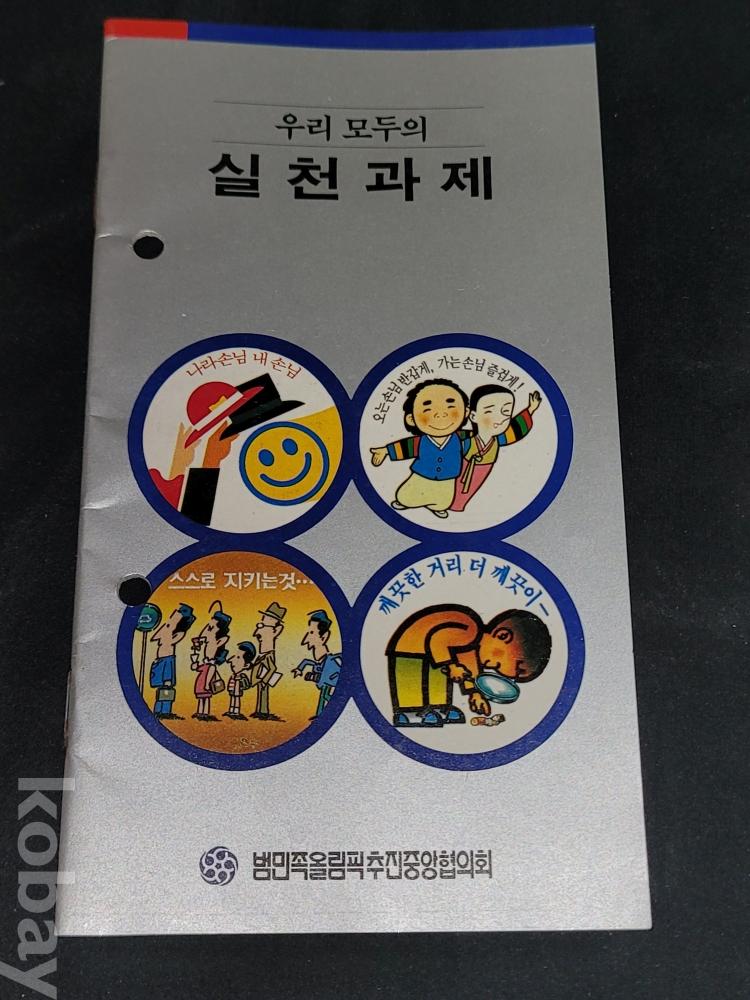 우리 모두의
실천과제
나라손님 내 손님
오는손님 반갑게, 가는손님 즐겁게!
스스로 지키는것…
깨끗한 거리 더 깨끗이—
범민족올림픽추진중앙협의회
kobay